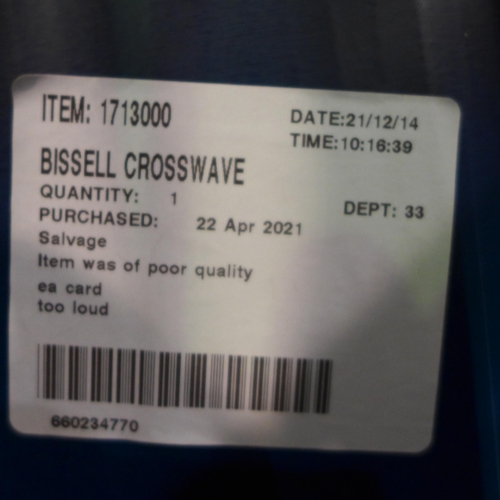 ITEM: 1713000
DATE:21/12/14
TIME:10:16:39
BISSELL CROSSWAVE
QUANTITY: 1
DEPT: 33
PURCHASED: 22 Apr 2021
Salvage
Item was of poor quality
ea card
too loud
660234770